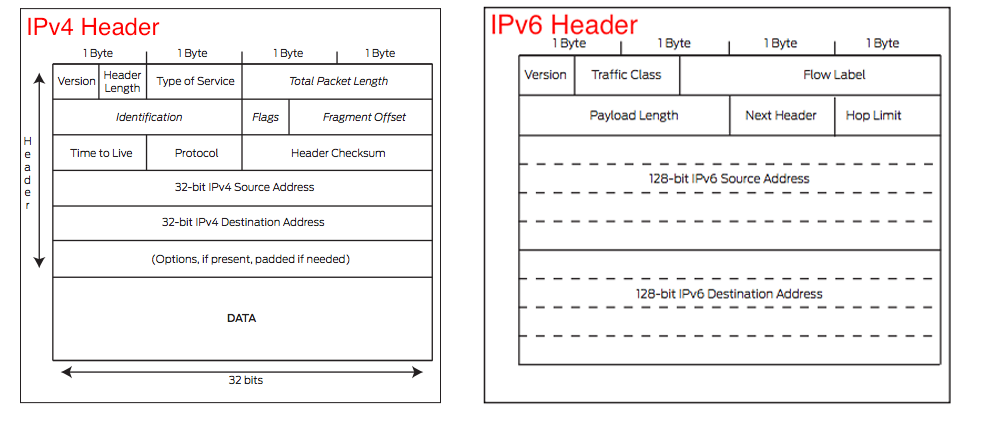 IPv4 Header
1 Byte 1 Byte 1 Byte 1 Byte
Version Header Length Type of Service Total Packet Length
Identification Flags Fragment Offset
Time to Live Protocol Header Checksum
32-bit IPv4 Source Address
32-bit IPv4 Destination Address
(Options, if present, padded if needed)
DATA
32 bits
Header
IPv6 Header
1 Byte 1 Byte 1 Byte 1 Byte
Version Traffic Class Flow Label
Payload Length Next Header Hop Limit
128-bit IPv6 Source Address
128-bit IPv6 Destination Address